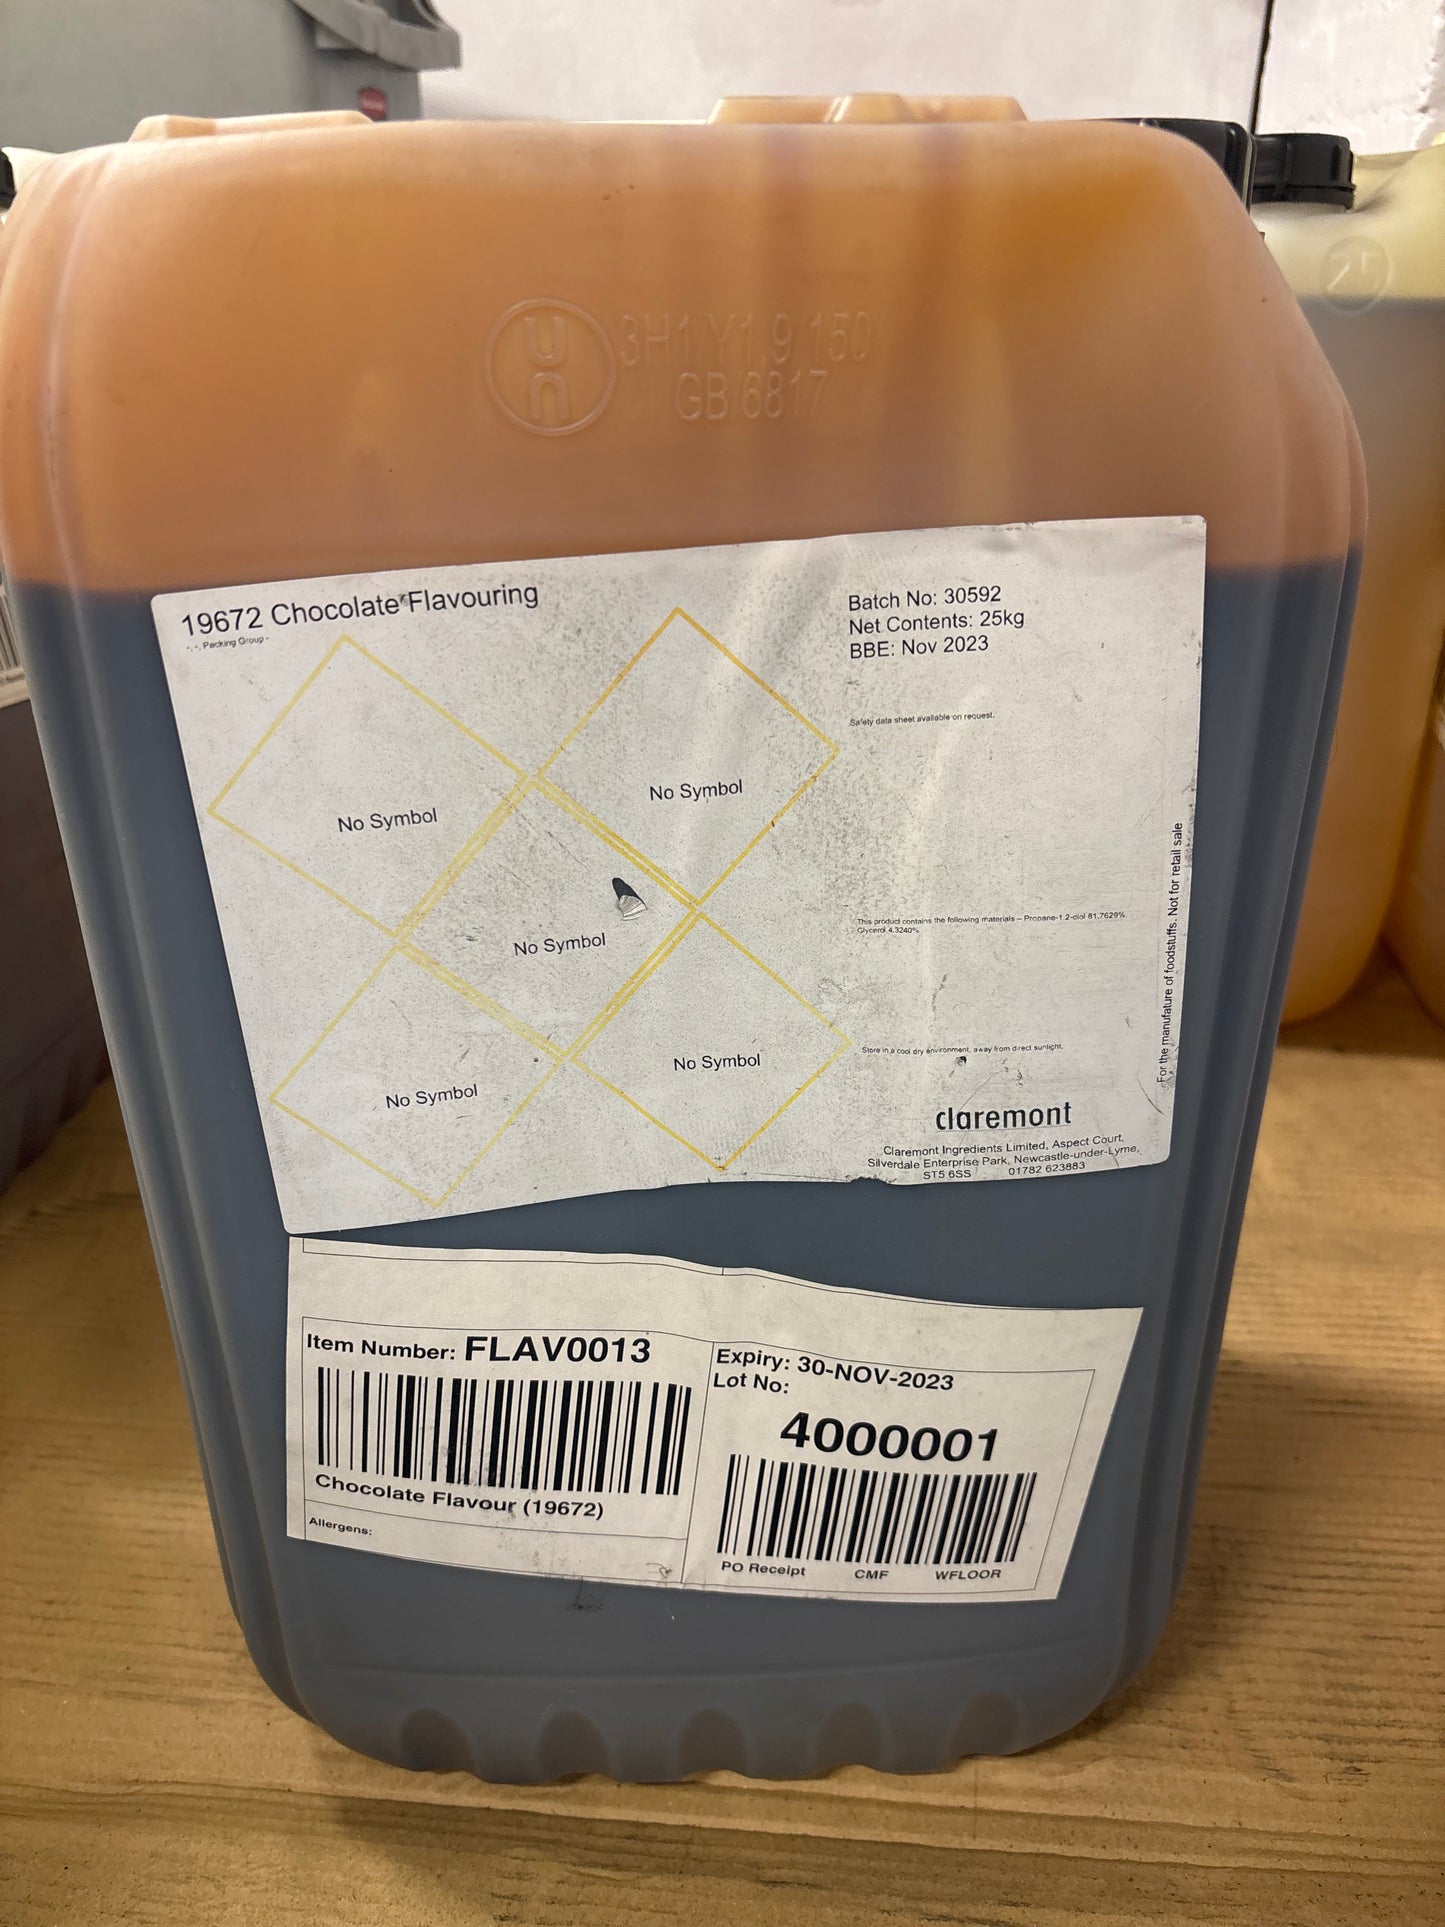 un 3H1/Y1.9/150
GB/6817
25
19672 Chocolate Flavouring
-, -, Packing Group -
Batch No: 30592
Net Contents: 25kg
BBE: Nov 2023
Safety data sheet available on request.
No Symbol
No Symbol
No Symbol
No Symbol
No Symbol
This product contains the following materials – Propane-1,2-diol 81.7629%,
Glycerol 4.3240%
Store in a cool dry environment, away from direct sunlight.
For the manufature of foodstuffs. Not for retail sale
claremont
Claremont Ingredients Limited, Aspect Court,
Silverdale Enterprise Park, Newcastle-under-Lyme,
ST5 6SS 01782 623883
Item Number: FLAV0013
Chocolate Flavour (19672)
Allergens:
Expiry: 30-NOV-2023
Lot No:
4000001
PO Receipt CMF WFLOOR